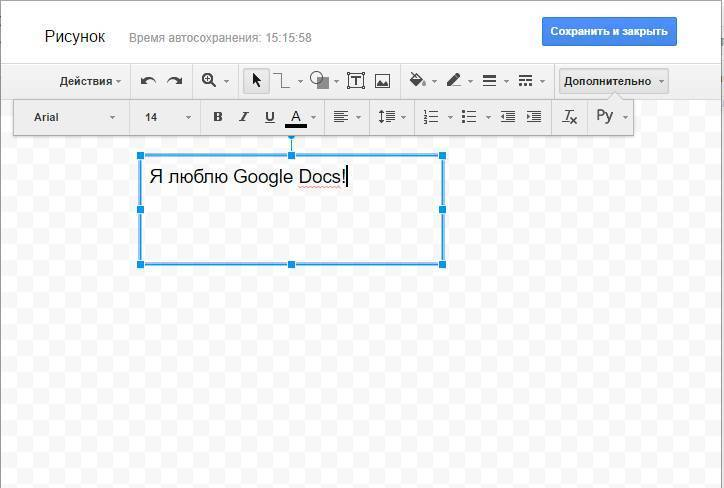 Рисунок Время автосохранения: 15:15:58 Сохранить и закрыть
Действия Дополнительно
Arial 14 B I U A Ру
Я люблю Google Docs!